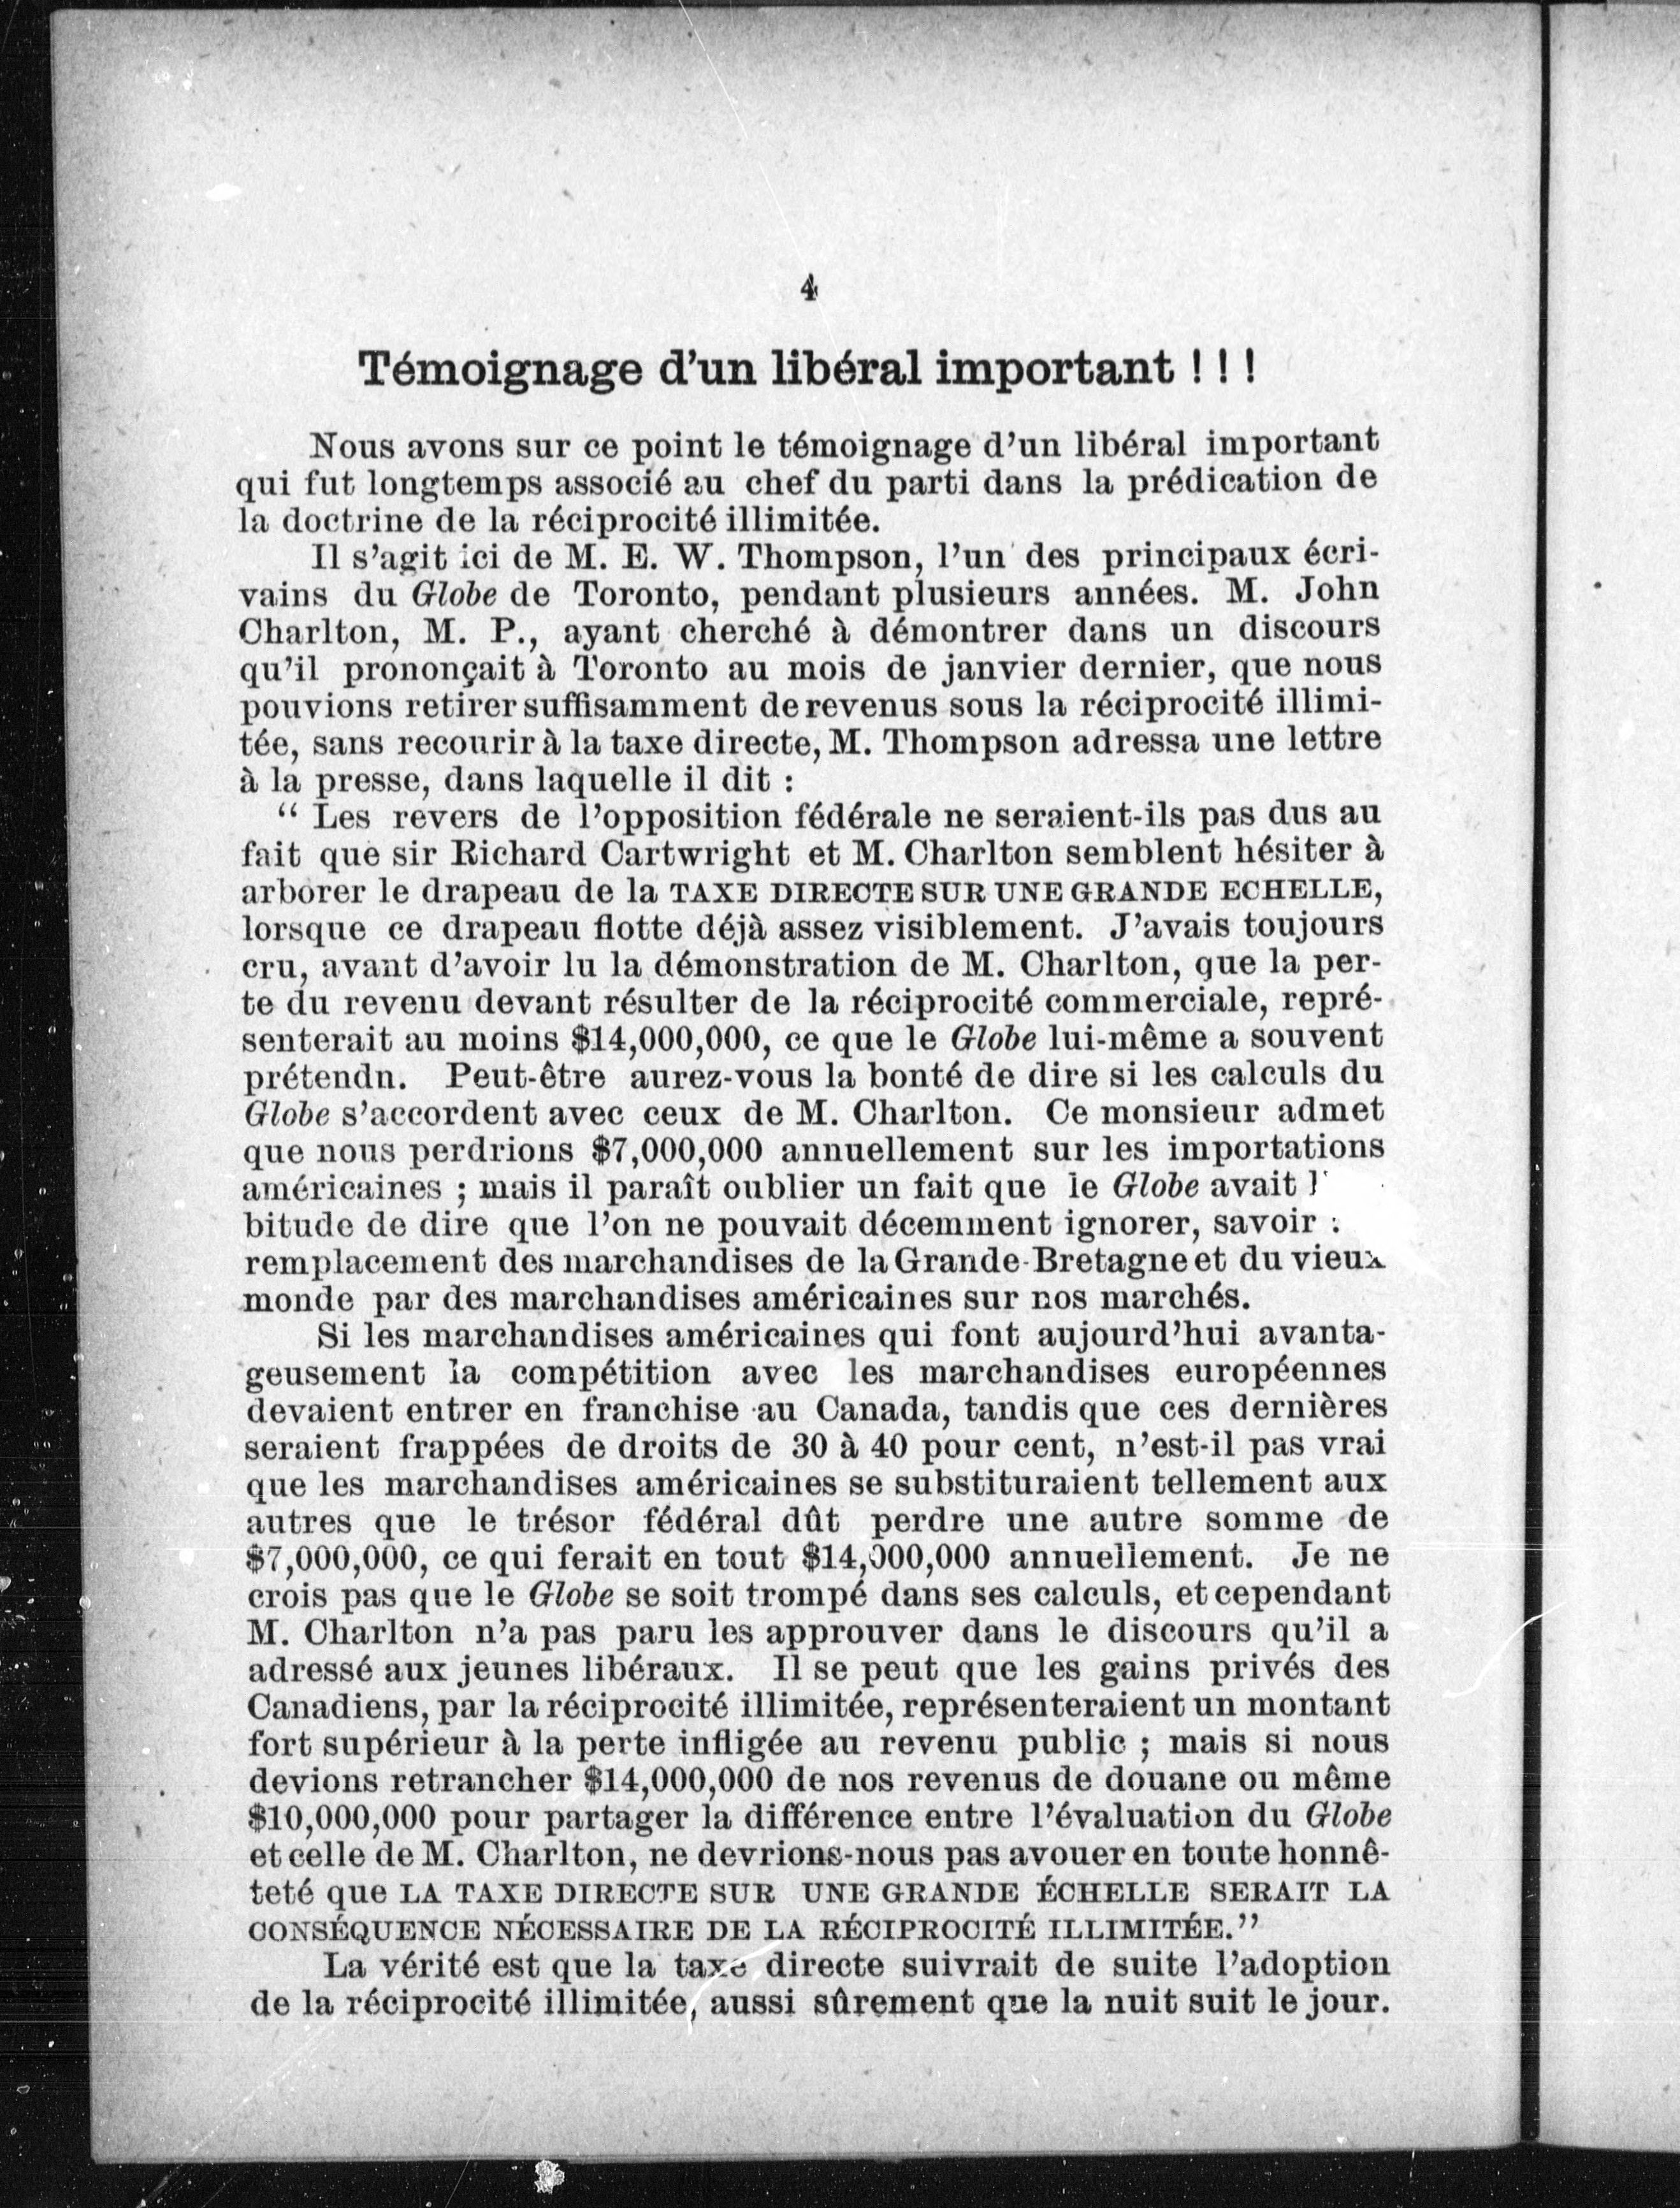 4
Témoignage d'un libéral important ! ! !
Nous avons sur ce point le témoignage d'un libéral important
qui fut longtemps associé au chef du parti dans la prédication de
la doctrine de la réciprocité illimitée.
Il s'agit ici de M. E. W. Thompson, l'un des principaux écri-
vains du Globe de Toronto, pendant plusieurs années. M. John
Charlton, M. P., ayant cherché à démontrer dans un discours
qu'il prononçait à Toronto au mois de janvier dernier, que nous
pouvions retirer suffisamment de revenus sous la réciprocité illimi-
tée, sans recourir à la taxe directe, M. Thompson adressa une lettre
à la presse, dans laquelle il dit :
“ Les revers de l'opposition fédérale ne seraient-ils pas dus au
fait que sir Richard Cartwright et M. Charlton semblent hésiter à
arborer le drapeau de la TAXE DIRECTE SUR UNE GRANDE ECHELLE,
lorsque ce drapeau flotte déjà assez visiblement. J'avais toujours
cru, avant d'avoir lu la démonstration de M. Charlton, que la per-
te du revenu devant résulter de la réciprocité commerciale, repré-
senterait au moins $14,000,000, ce que le Globe lui-même a souvent
prétendn. Peut-être aurez-vous la bonté de dire si les calculs du
Globe s'accordent avec ceux de M. Charlton. Ce monsieur admet
que nous perdrions $7,000,000 annuellement sur les importations
américaines ; mais il paraît oublier un fait que le Globe avait
bitude de dire que l'on ne pouvait décemment ignorer, savoir :
remplacement des marchandises de la Grande-Bretagne et du vieux
monde par des marchandises américaines sur nos marchés.
Si les marchandises américaines qui font aujourd'hui avanta-
geusement la compétition avec les marchandises européennes
devaient entrer en franchise au Canada, tandis que ces dernières
seraient frappées de droits de 30 à 40 pour cent, n'est-il pas vrai
que les marchandises américaines se substituraient tellement aux
autres que le trésor fédéral dût perdre une autre somme de
$7,000,000, ce qui ferait en tout $14,000,000 annuellement. Je ne
crois pas que le Globe se soit trompé dans ses calculs, et cependant
M. Charlton n'a pas paru les approuver dans le discours qu'il a
adressé aux jeunes libéraux. Il se peut que les gains privés des
Canadiens, par la réciprocité illimitée, représenteraient un montant
fort supérieur à la perte infligée au revenu public ; mais si nous
devions retrancher $14,000,000 de nos revenus de douane ou même
$10,000,000 pour partager la différence entre l'évaluation du Globe
et celle de M. Charlton, ne devrions-nous pas avouer en toute honnê-
teté que LA TAXE DIRECTE SUR UNE GRANDE ÉCHELLE SERAIT LA
CONSÉQUENCE NÉCESSAIRE DE LA RÉCIPROCITÉ ILLIMITÉE.”
La vérité est que la taxe directe suivrait de suite l'adoption
de la réciprocité illimitée, aussi sûrement que la nuit suit le jour.